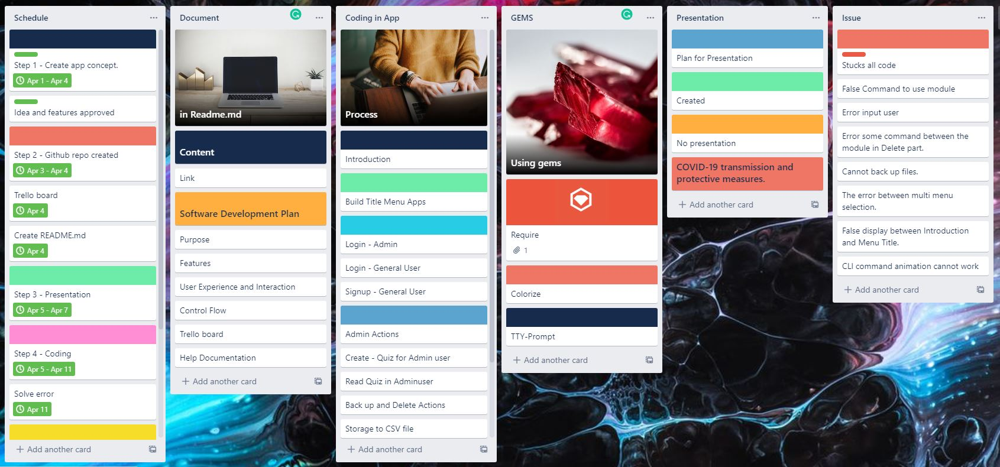 Schedule
Step 1 - Create app concept.
Apr 1 - Apr 4
Idea and features approved
Step 2 - Github repo created
Apr 3 - Apr 4
Trello board
Apr 4
Create README.md
Apr 4
Step 3 - Presentation
Apr 5 - Apr 7
Step 4 - Coding
Apr 5 - Apr 11
Solve error
Apr 11
+ Add another card
Document
in Readme.md
Content
Link
Software Development Plan
Purpose
Features
User Experience and Interaction
Control Flow
Trello board
Help Documentation
+ Add another card
Coding in App
Process
Introduction
Build Title Menu Apps
Login - Admin
Login - General User
Signup - General User
Admin Actions
Create - Quiz for Admin user
Read Quiz in Adminuser
Back up and Delete Actions
Storage to CSV file
+ Add another card
GEMS
Using gems
Require
1
Colorize
TTY-Prompt
+ Add another card
Presentation
Plan for Presentation
Created
No presentation
COVID-19 transmission and
protective measures.
+ Add another card
Issue
Stucks all code
False Command to use module
Error input user
Error some command between the
module in Delete part.
Cannot back up files.
The error between multi menu
selection.
False display between Introduction
and Menu Title.
CLI command animation cannot work
+ Add another card